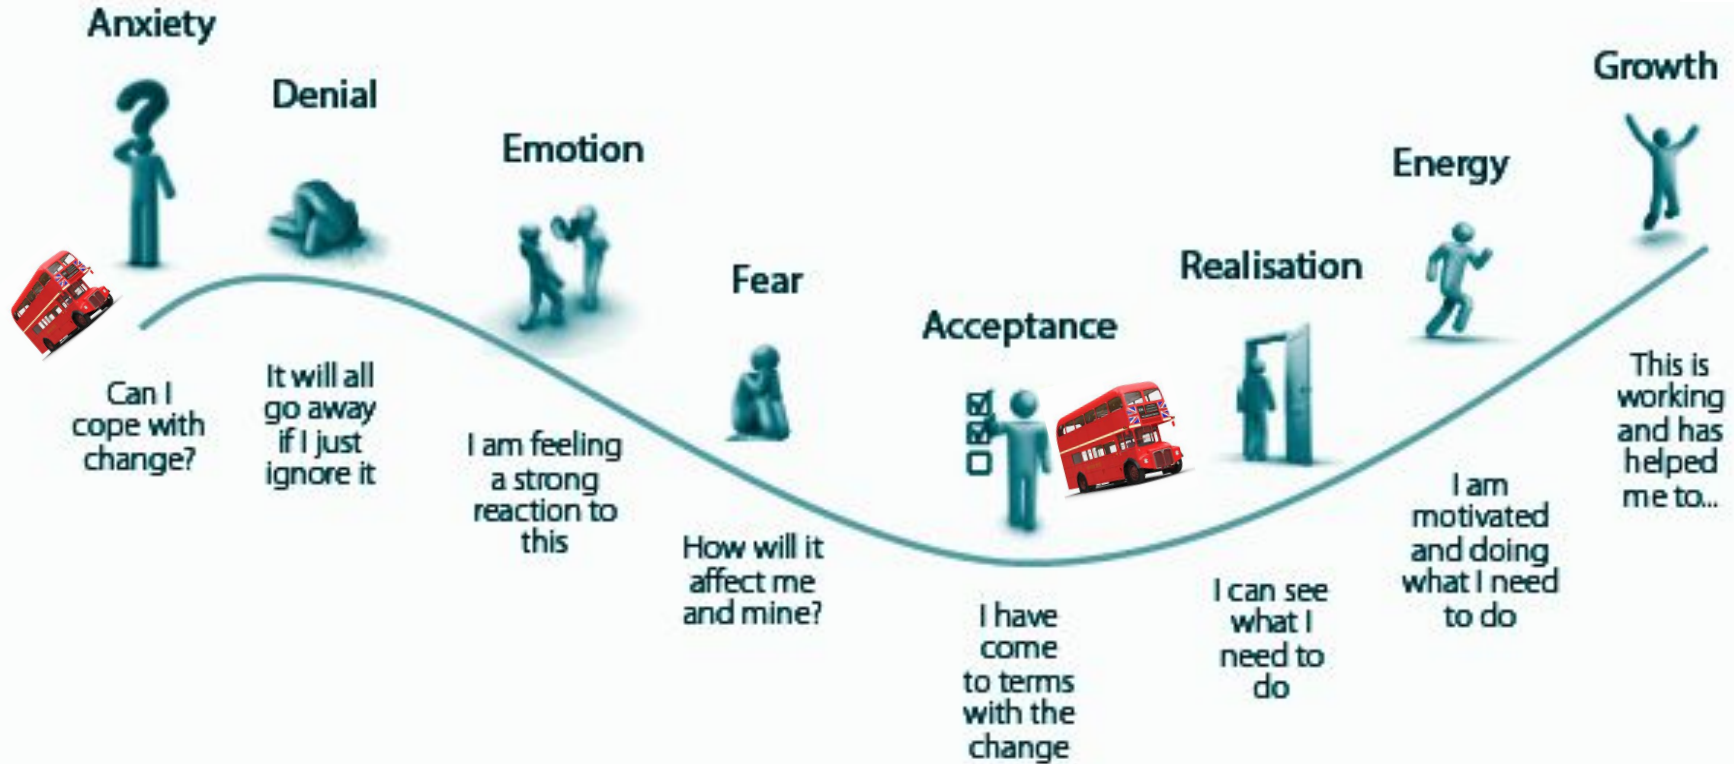 Anxiety
Can I
cope with
change?
Denial
It will all
go away
if I just
ignore it
Emotion
I am feeling
a strong
reaction to
this
Fear
How will it
affect me
and mine?
Acceptance
I have
come
to terms
with the
change
Realisation
I can see
what I
need to
do
Energy
I am
motivated
and doing
what I need
to do
Growth
This is
working
and has
helped
me to...